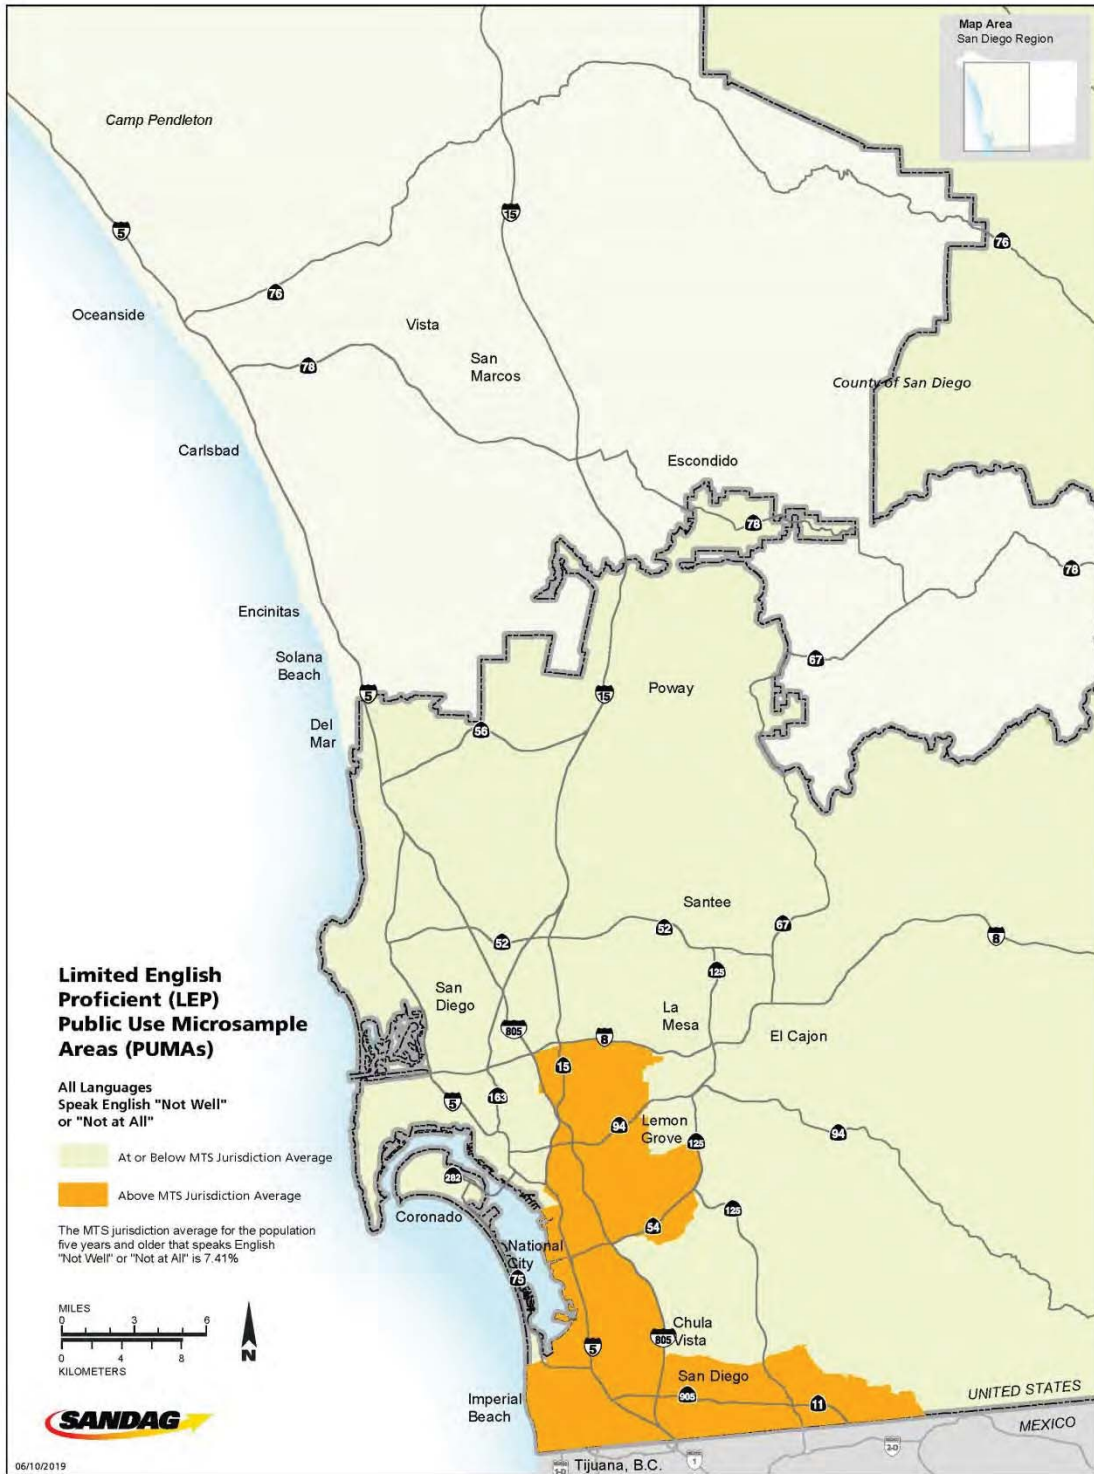 Map Area
San Diego Region
Camp Pendleton
15
5
76
76
Oceanside
Vista
San
Marcos
78
County of San Diego
Carlsbad
Escondido
78
78
Encinitas
Solana
Beach
67
5
15
Poway
Del
Mar
56
Santee
52
52
67
8
125
San
Diego
La
Mesa
805
8
El Cajon
15
163
5
94
Lemon
Grove
125
94
282
Coronado
125
54
National
City
75
Chula
Vista
805
5
San Diego
905
11
Imperial
Beach
UNITED STATES
MEXICO
Tijuana, B.C.
1-D
1
2-D
Limited English
Proficient (LEP)
Public Use Microsample
Areas (PUMAs)
All Languages
Speak English "Not Well"
or "Not at All"
At or Below MTS Jurisdiction Average
Above MTS Jurisdiction Average
The MTS jurisdiction average for the population
five years and older that speaks English
"Not Well" or "Not at All" is 7.41%
MILES
0 3 6
0 4 8
KILOMETERS
N
SANDAG
06/10/2019